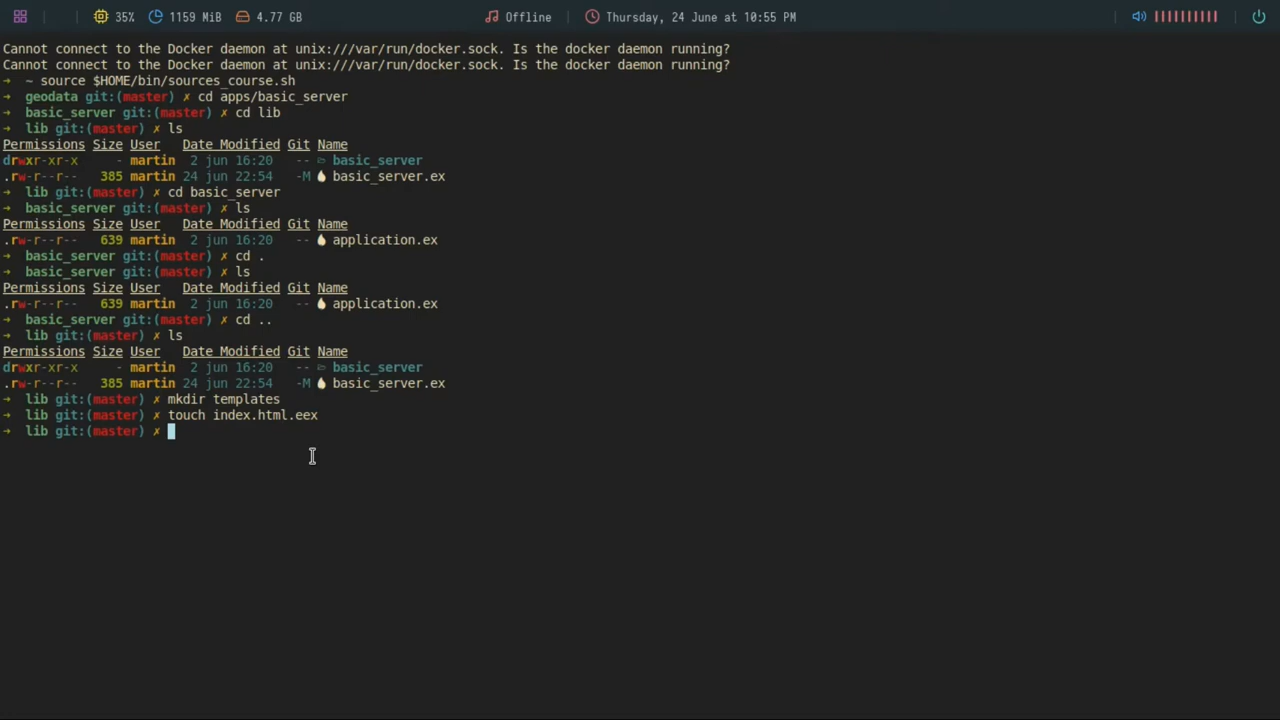 35% 1159 MiB 4.77 GB Offline Thursday, 24 June at 10:55 PM
Cannot connect to the Docker daemon at unix:///var/run/docker.sock. Is the docker daemon running?
Cannot connect to the Docker daemon at unix:///var/run/docker.sock. Is the docker daemon running?
→ ~ source $HOME/bin/sources_course.sh
→ geodata git:(master) ✗ cd apps/basic_server
→ basic_server git:(master) ✗ cd lib
→ lib git:(master) ✗ ls
Permissions Size User Date Modified Git Name
drwxr-xr-x - martin 2 jun 16:20 -- basic_server
.rw-r--r-- 385 martin 24 jun 22:54 -M basic_server.ex
→ lib git:(master) ✗ cd basic_server
→ basic_server git:(master) ✗ ls
Permissions Size User Date Modified Git Name
.rw-r--r-- 639 martin 2 jun 16:20 -- application.ex
→ basic_server git:(master) ✗ cd .
→ basic_server git:(master) ✗ ls
Permissions Size User Date Modified Git Name
.rw-r--r-- 639 martin 2 jun 16:20 -- application.ex
→ basic_server git:(master) ✗ cd ..
→ lib git:(master) ✗ ls
Permissions Size User Date Modified Git Name
drwxr-xr-x - martin 2 jun 16:20 -- basic_server
.rw-r--r-- 385 martin 24 jun 22:54 -M basic_server.ex
→ lib git:(master) ✗ mkdir templates
→ lib git:(master) ✗ touch index.html.eex
→ lib git:(master) ✗